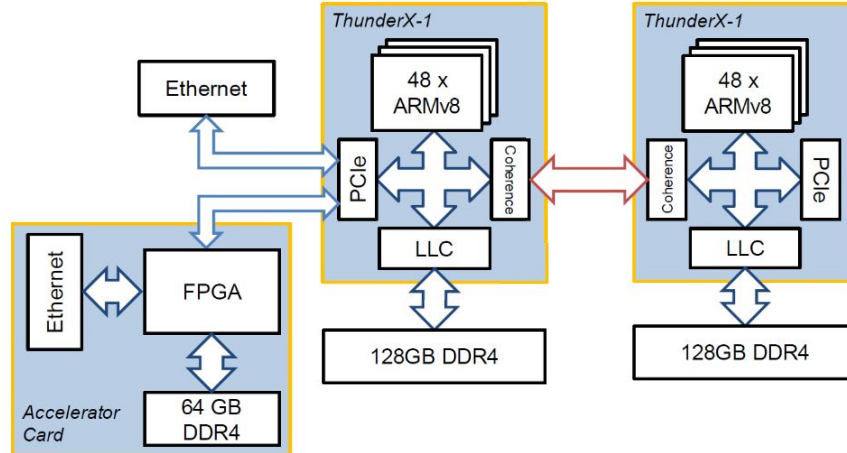 ThunderX-1
48 x
ARMv8
Ethernet
PCIe
Coherence
LLC
128GB DDR4
ThunderX-1
48 x
ARMv8
Coherence
PCIe
LLC
128GB DDR4
Ethernet
FPGA
64 GB
DDR4
Accelerator
Card